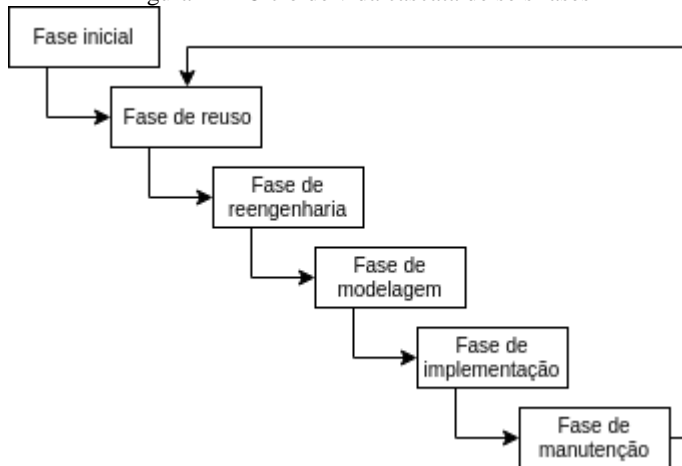 Fase inicial
Fase de reuso
Fase de
reengenharia
Fase de
modelagem
Fase de
implementação
Fase de
manutenção